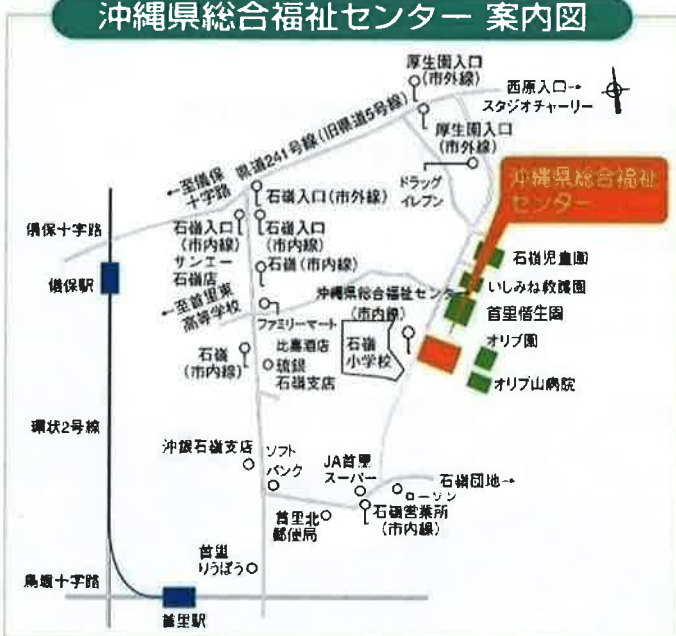 沖縄県総合福祉センター 案内図
厚生園入口
(市外線)
西原入口→
スタジオチャーリー
厚生園入口
(市外線)
県道241号線(旧県道5号線)
←至儀保
十字路
ドラッグ
イレブン
沖縄県総合福祉
センター
石嶺入口(市外線)
儀保十字路
石嶺入口
(市内線)
石嶺入口
(市内線)
サンエー
石嶺店
石嶺(市内線)
石嶺児童園
儀保駅
いしみね救護園
沖縄県総合福祉センター
(市内線)
←至首里東
高等学校
首里偕生園
ファミリーマート
石嶺
(市内線)
比嘉酒店
琉銀
石嶺支店
石嶺
小学校
オリブ園
オリブ山病院
環状2号線
沖銀石嶺支店
ソフト
バンク
JA首里
スーパー
石嶺団地→
ローソン
首里北
郵便局
石嶺営業所
(市内線)
首里
りうぼう
鳥堀十字路
首里駅